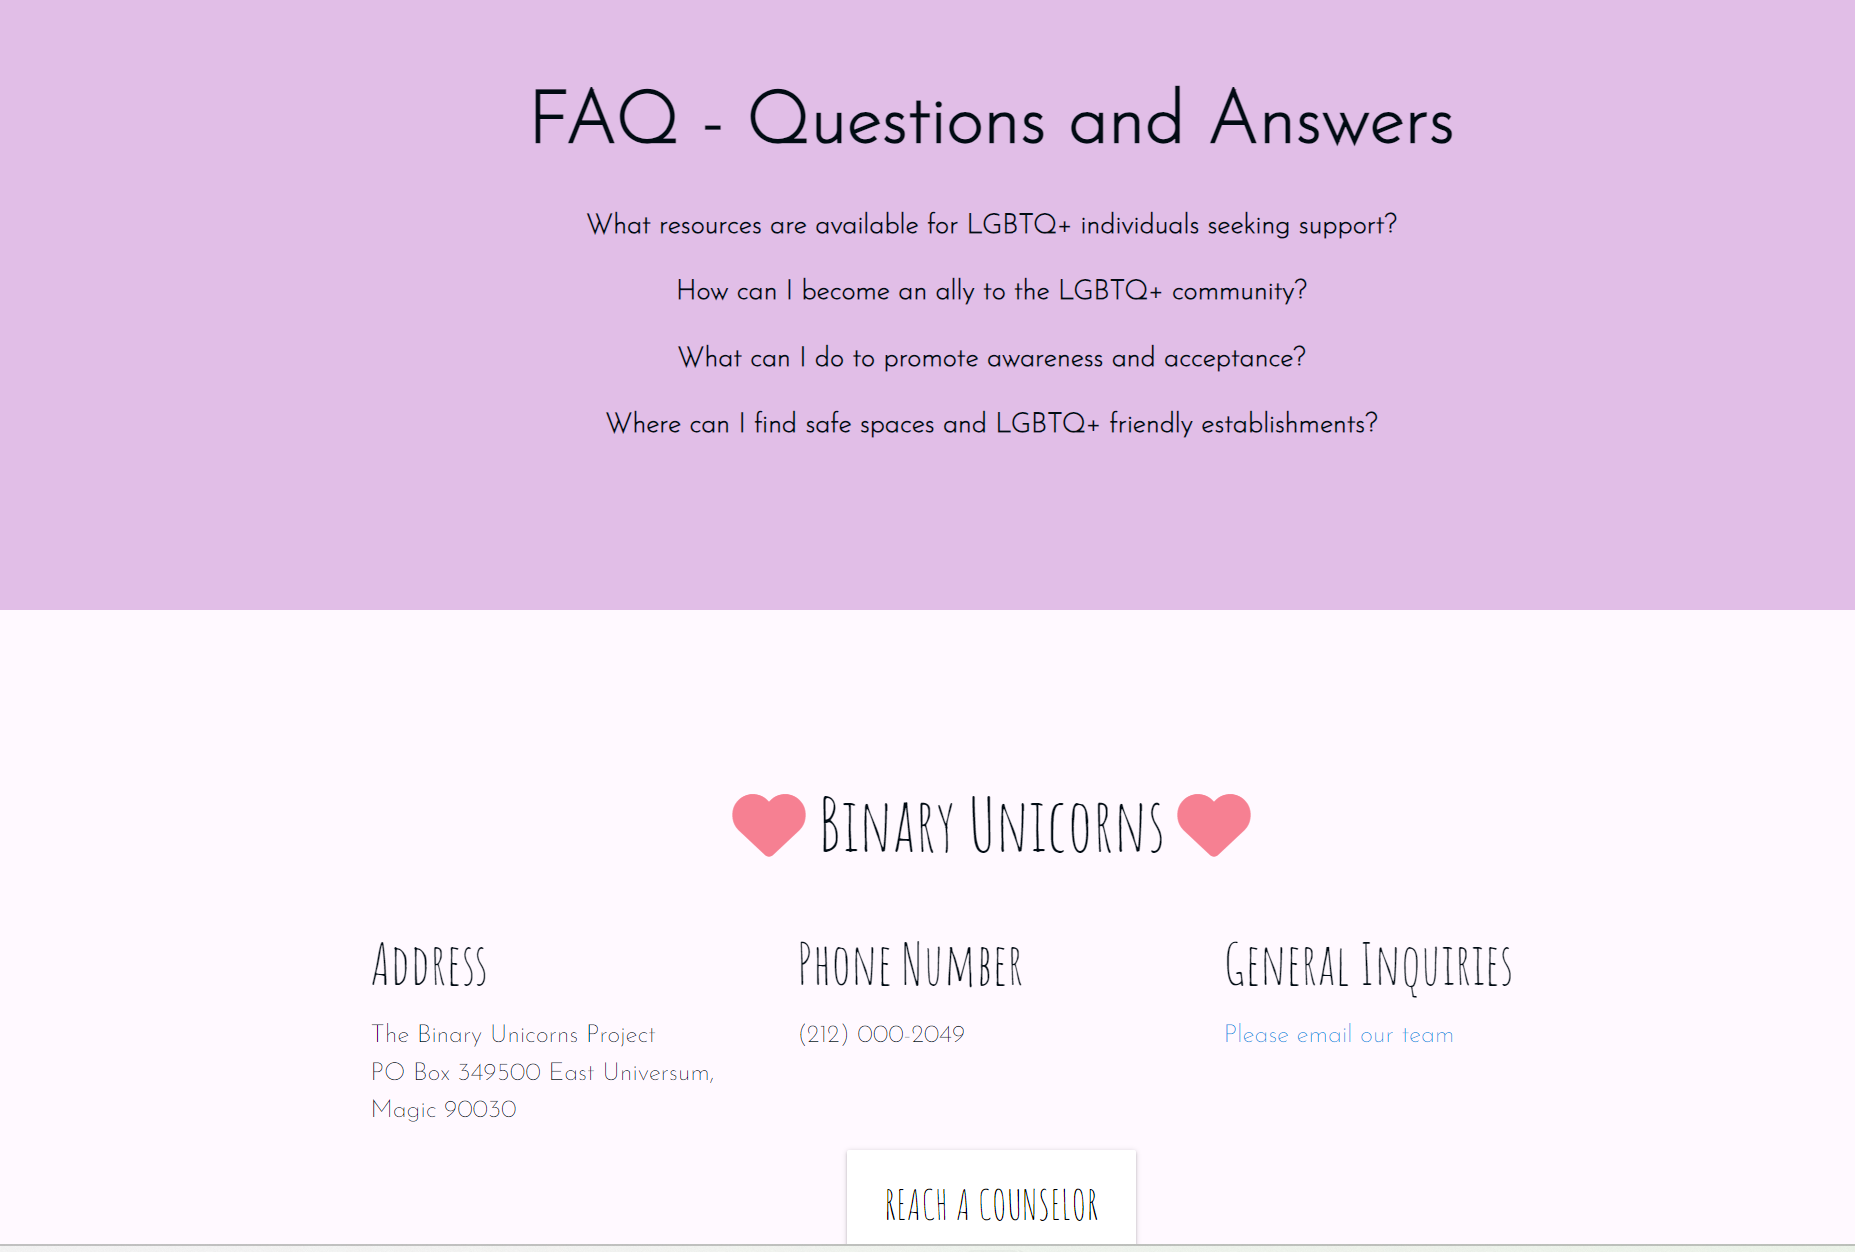 FAQ - Questions and Answers
What resources are available for LGBTQ+ individuals seeking support?
How can I become an ally to the LGBTQ+ community?
What can I do to promote awareness and acceptance?
Where can I find safe spaces and LGBTQ+ friendly establishments?
Binary Unicorns
Address
The Binary Unicorns Project
PO Box 349500 East Universum,
Magic 90030
Phone Number
(212) 000-2049
General Inquiries
Please email our team
REACH A COUNSELOR